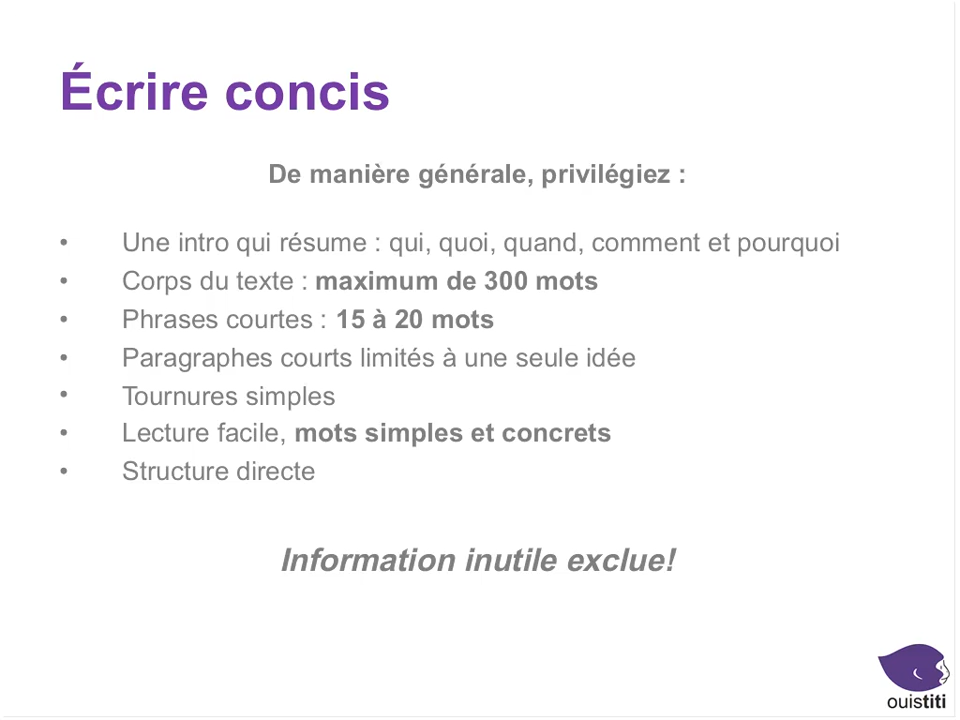 Écrire concis
De manière générale, privilégiez :
• Une intro qui résume : qui, quoi, quand, comment et pourquoi
• Corps du texte : maximum de 300 mots
• Phrases courtes : 15 à 20 mots
• Paragraphes courts limités à une seule idée
• Tournures simples
• Lecture facile, mots simples et concrets
• Structure directe
Information inutile exclue!
ouistiti